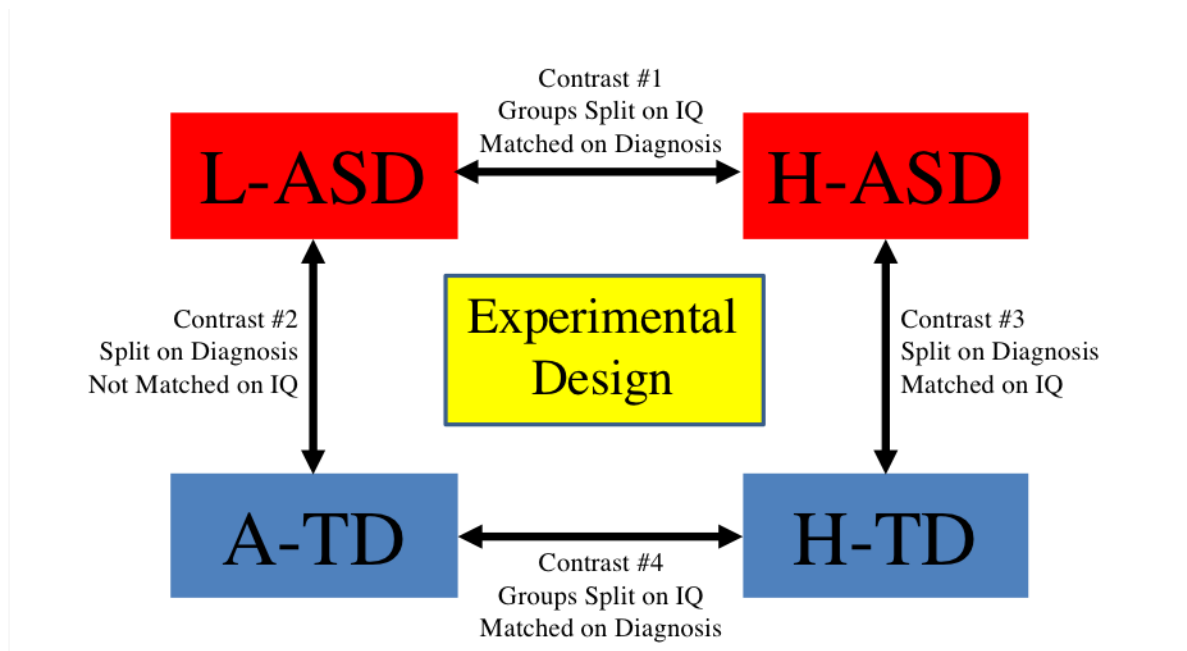 Contrast #1
Groups Split on IQ
Matched on Diagnosis
L-ASD
H-ASD
Contrast #2
Split on Diagnosis
Not Matched on IQ
Experimental
Design
Contrast #3
Split on Diagnosis
Matched on IQ
A-TD
H-TD
Contrast #4
Groups Split on IQ
Matched on Diagnosis